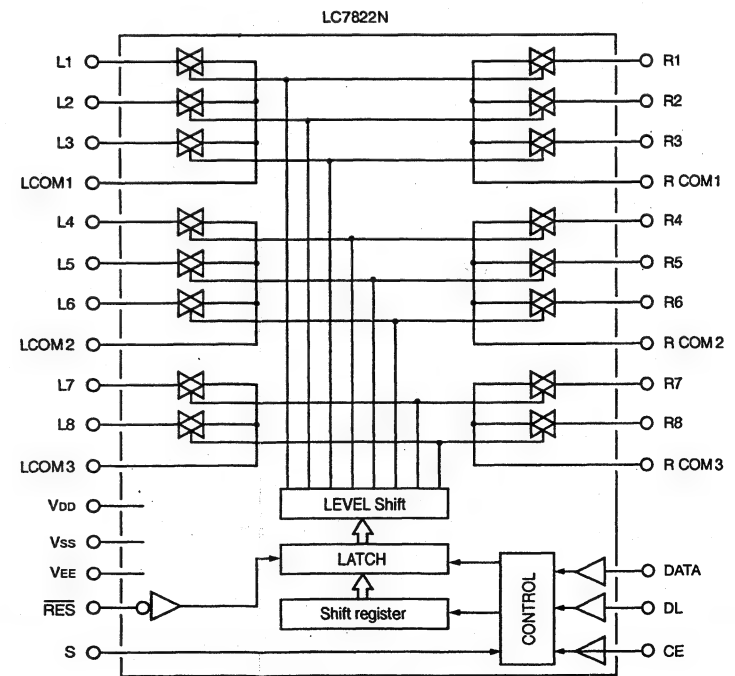 LC7822N
L1
R1
L2
R2
L3
R3
LCOM1
R COM1
L4
R4
L5
R5
L6
R6
LCOM2
R COM2
L7
R7
L8
R8
LCOM3
R COM3
LEVEL Shift
VDD
VSS
LATCH
VEE
CONTROL
DATA
RES
Shift register
DL
S
CE